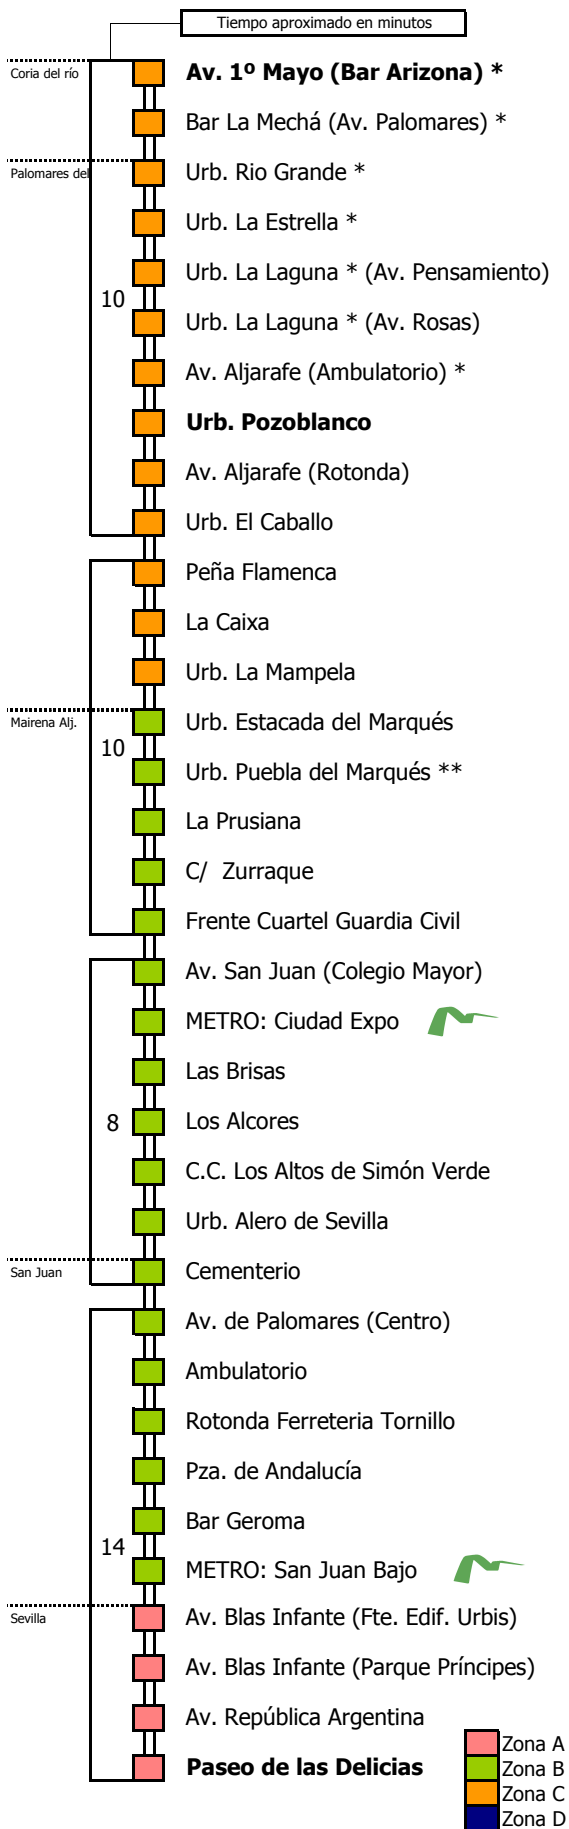 Tiempo aproximado en minutos
Coria del río
Av. 1º Mayo (Bar Arizona) *
Bar La Mechá (Av. Palomares) *
Palomares del
Urb. Rio Grande *
Urb. La Estrella *
Urb. La Laguna * (Av. Pensamiento)
10
Urb. La Laguna * (Av. Rosas)
Av. Aljarafe (Ambulatorio) *
Urb. Pozoblanco
Av. Aljarafe (Rotonda)
Urb. El Caballo
Peña Flamenca
La Caixa
Urb. La Mampela
Mairena Alj.
Urb. Estacada del Marqués
10
Urb. Puebla del Marqués **
La Prusiana
C/ Zurraque
Frente Cuartel Guardia Civil
Av. San Juan (Colegio Mayor)
METRO: Ciudad Expo
Las Brisas
8
Los Alcores
C.C. Los Altos de Simón Verde
Urb. Alero de Sevilla
San Juan
Cementerio
Av. de Palomares (Centro)
Ambulatorio
Rotonda Ferreteria Tornillo
Pza. de Andalucía
Bar Geroma
14
METRO: San Juan Bajo
Sevilla
Av. Blas Infante (Fte. Edif. Urbis)
Av. Blas Infante (Parque Príncipes)
Av. República Argentina
Paseo de las Delicias
Zona A
Zona B
Zona C
Zona D